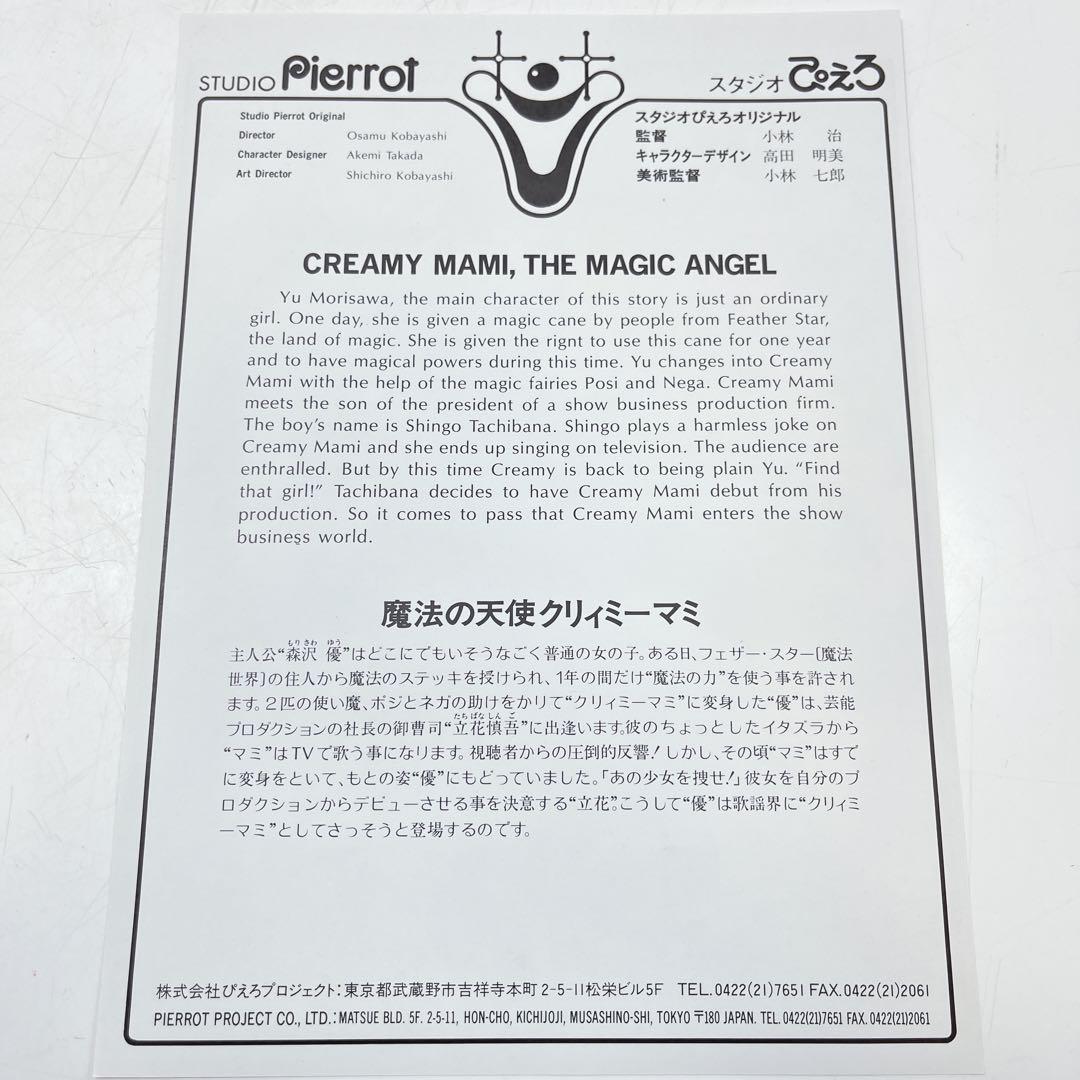 STUDIO Pierrot
スタジオ ぴえろ
Studio Pierrot Original
Director Osamu Kobayashi
Character Designer Akemi Takada
Art Director Shichiro Kobayashi
スタジオぴえろオリジナル
監督 小林 治
キャラクターデザイン 高田 明美
美術監督 小林 七郎
CREAMY MAMI, THE MAGIC ANGEL
Yu Morisawa, the main character of this story is just an ordinary
girl. One day, she is given a magic cane by people from Feather Star,
the land of magic. She is given the rignt to use this cane for one year
and to have magical powers during this time. Yu changes into Creamy
Mami with the help of the magic fairies Posi and Nega. Creamy Mami
meets the son of the president of a show business production firm.
The boy's name is Shingo Tachibana. Shingo plays a harmless joke on
Creamy Mami and she ends up singing on television. The audience are
enthralled. But by this time Creamy is back to being plain Yu. “Find
that girl!” Tachibana decides to have Creamy Mami debut from his
production. So it comes to pass that Creamy Mami enters the show
business world.
魔法の天使クリィミーマミ
もりさわ ゆう
主人公“森沢 優”はどこにでもいそうなごく普通の女の子。ある日、フェザー・スター〔魔法
世界〕の住人から魔法のステッキを授けられ、1年の間だけ“魔法の力”を使う事を許され
ます。2匹の使い魔、ポジとネガの助けをかりて“クリィミーマミ”に変身した“優”は、芸能
たちばなしんご
プロダクションの社長の御曹司“立花慎吾”に出逢います。彼のちょっとしたイタズラから
“マミ”はTVで歌う事になります。視聴者からの圧倒的反響！しかし、その頃“マミ”はすで
に変身をといて、もとの姿“優”にもどっていました。「あの少女を捜せ！」彼女を自分のプ
ロダクションからデビューさせる事を決意する“立花”。こうして“優”は歌謡界に“クリィミ
ーマミ”としてさっそうと登場するのです。
株式会社ぴえろプロジェクト：東京都武蔵野市吉祥寺本町2-5-11松栄ビル5F TEL.0422(21)7651 FAX.0422(21)2061
PIERROT PROJECT CO., LTD.: MATSUE BLD. 5F. 2-5-11, HON-CHO, KICHIJOJI, MUSASHINO-SHI, TOKYO 〒180 JAPAN. TEL. 0422(21)7651 FAX. 0422(21)2061